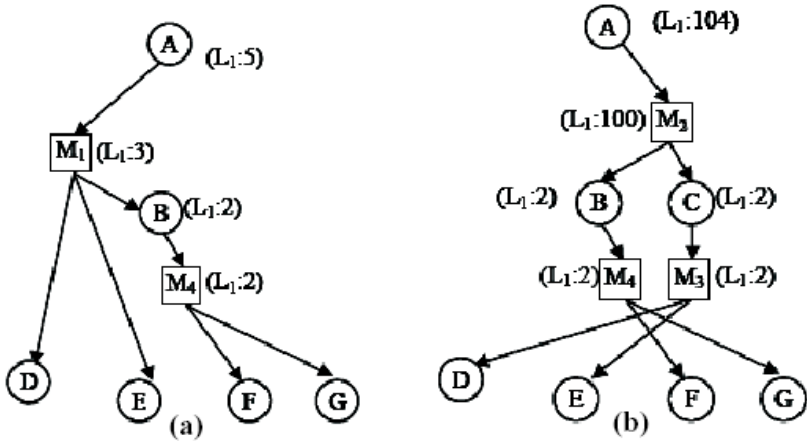 A (L₁:5)
M₁ (L₁:3)
B (L₁:2)
M₄ (L₁:2)
D E F G
(a)
A (L₁:104)
(L₁:100) M₂
(L₁:2) B C (L₁:2)
(L₁:2) M₄ M₃ (L₁:2)
D E F G
(b)